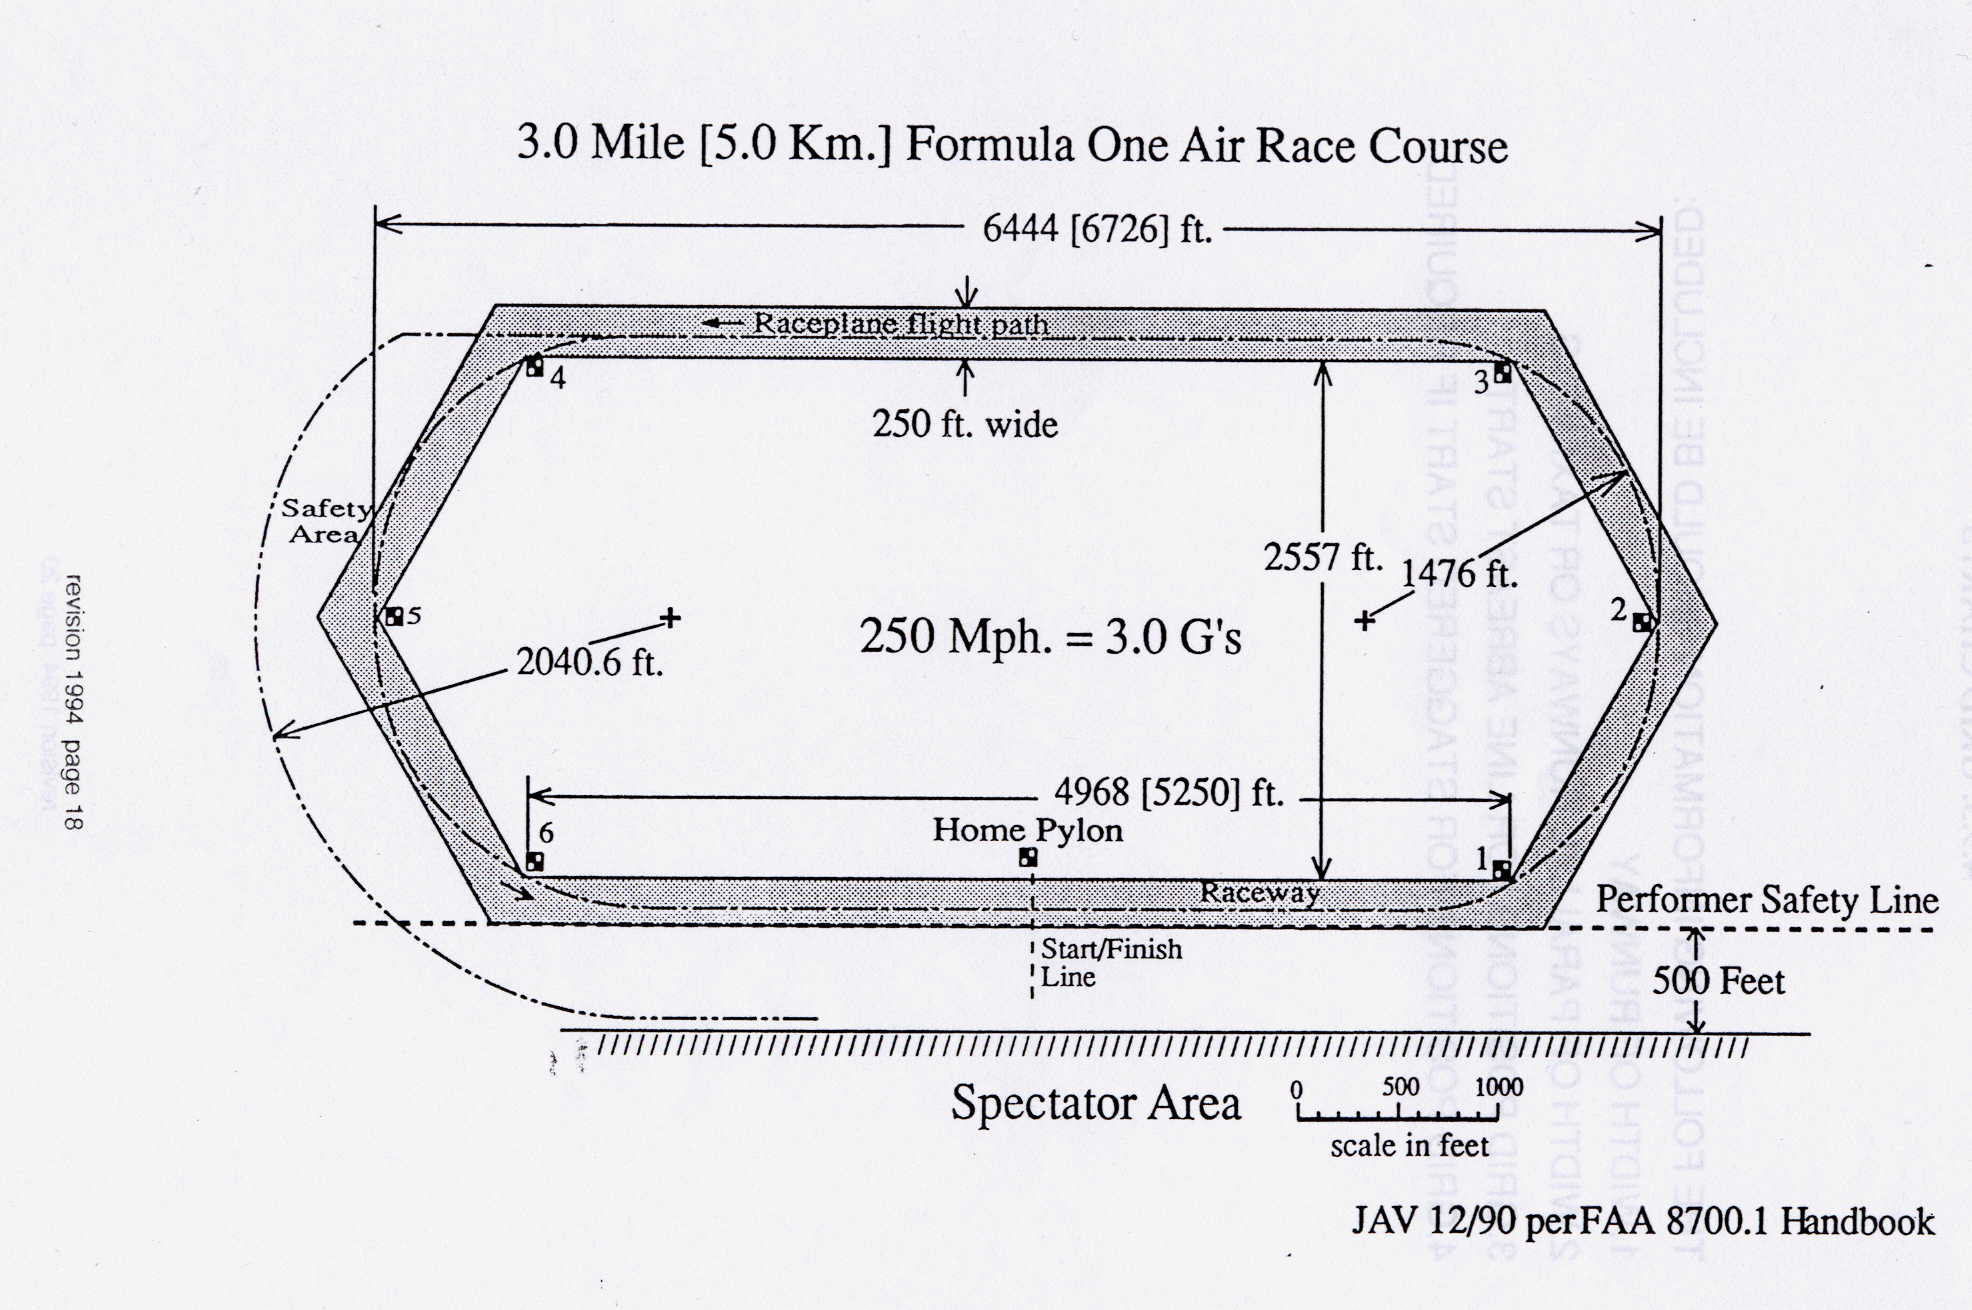 3.0 Mile [5.0 Km.] Formula One Air Race Course
6444 [6726] ft.
Raceplane flight path
4
3
250 ft. wide
Safety
Area
2557 ft.
1476 ft.
5
2
250 Mph. = 3.0 G's
2040.6 ft.
4968 [5250] ft.
6
Home Pylon
1
Raceway
Performer Safety Line
Start/Finish
Line
500 Feet
Spectator Area
0 500 1000
scale in feet
JAV 12/90 per FAA 8700.1 Handbook
revision 1994 page 18